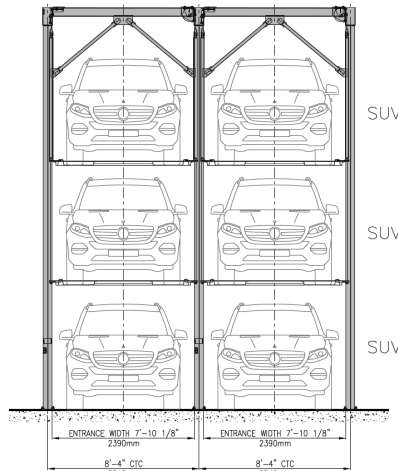 SUV
SUV
SUV
ENTRANCE WIDTH 7'-10 1/8" ENTRANCE WIDTH 7'-10 1/8"
2390mm 2390mm
8'-4" CTC 8'-4" CTC